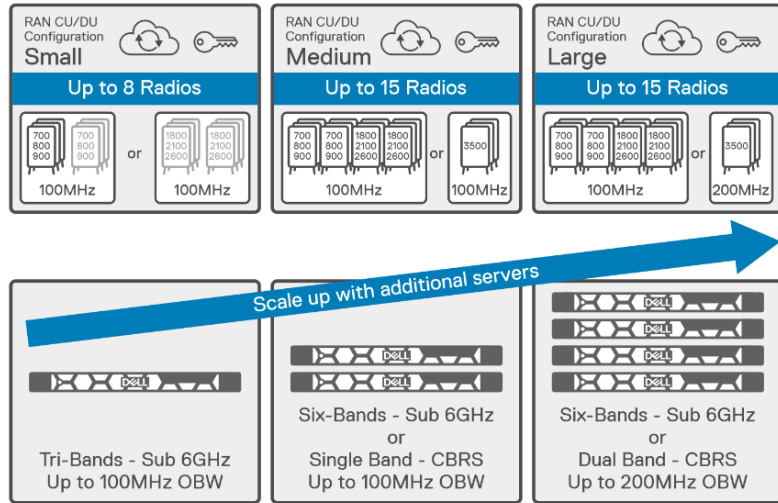 RAN CU/DU
Configuration
Small
Up to 8 Radios
700
800
900
700
800
900
or
1800
2100
2600
1800
2100
2600
100MHz
100MHz
RAN CU/DU
Configuration
Medium
Up to 15 Radios
700
800
900
700
800
900
1800
2100
2600
1800
2100
2600
or
3500
100MHz
100MHz
RAN CU/DU
Configuration
Large
Up to 15 Radios
700
800
900
700
800
900
1800
2100
2600
1800
2100
2600
or
3500
100MHz
200MHz
Scale up with additional servers
DELL
Tri-Bands - Sub 6GHz
Up to 100MHz OBW
DELL
DELL
Six-Bands - Sub 6GHz
or
Single Band - CBRS
Up to 100MHz OBW
DELL
DELL
DELL
DELL
Six-Bands - Sub 6GHz
or
Dual Band - CBRS
Up to 200MHz OBW